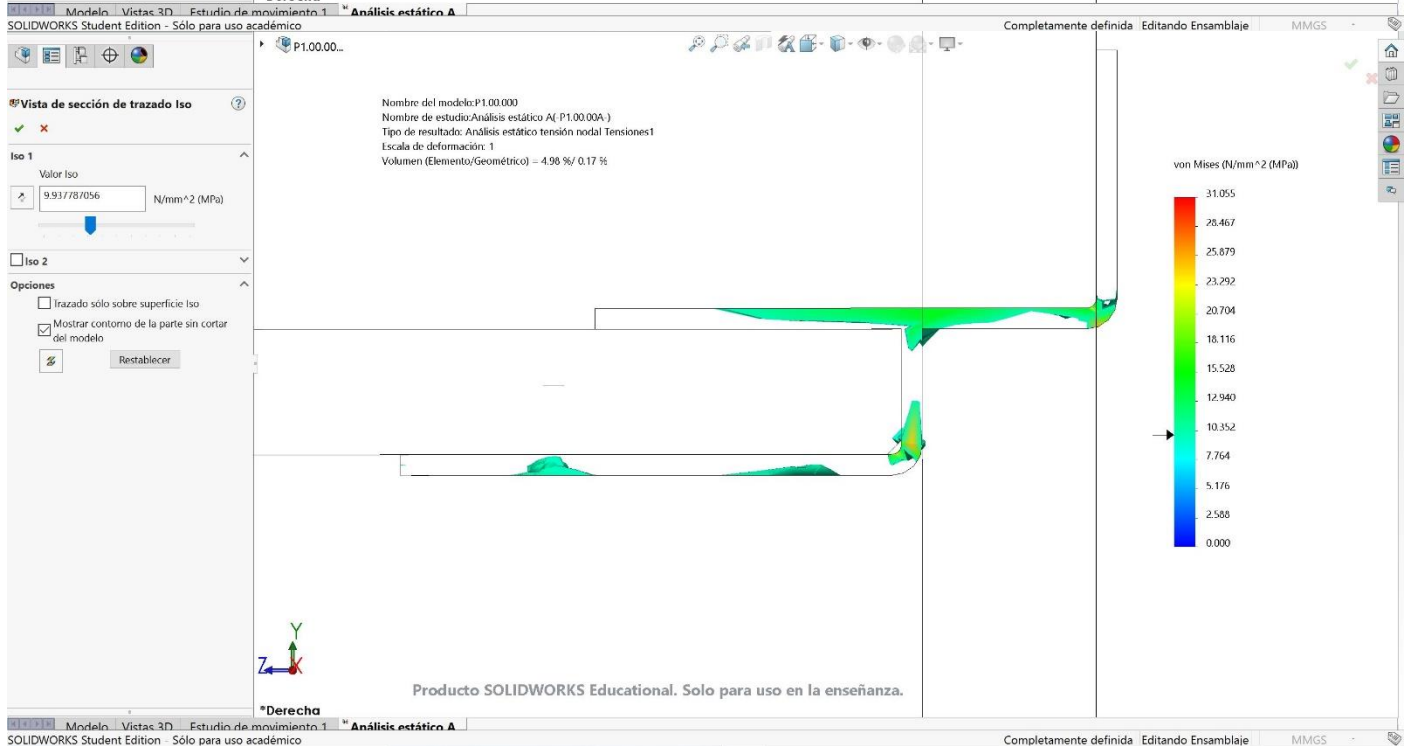 Derecha
Modelo Vistas 3D Estudio de movimiento 1 Análisis estático A
SOLIDWORKS Student Edition - Sólo para uso académico Completamente definida Editando Ensamblaje MMGS -
P1.00.00...
Vista de sección de trazado Iso
Iso 1
Valor Iso
9.937787056 N/mm^2 (MPa)
Iso 2
Opciones
Trazado sólo sobre superficie Iso
Mostrar contorno de la parte sin cortar
del modelo
Restablecer
Nombre del modelo:P1.00.000
Nombre de estudio:Análisis estático A(-P1.00.00A-)
Tipo de resultado: Análisis estático tensión nodal Tensiones1
Escala de deformación: 1
Volumen (Elemento/Geométrico) = 4.98 %/ 0.17 %
von Mises (N/mm^2 (MPa))
31.055
28.467
25.879
23.292
20.704
18.116
15.528
12.940
10.352
7.764
5.176
2.588
0.000
Y
Z X
Producto SOLIDWORKS Educational. Solo para uso en la enseñanza.
*Derecha
Modelo Vistas 3D Estudio de movimiento 1 Análisis estático A
SOLIDWORKS Student Edition - Sólo para uso académico Completamente definida Editando Ensamblaje MMGS -